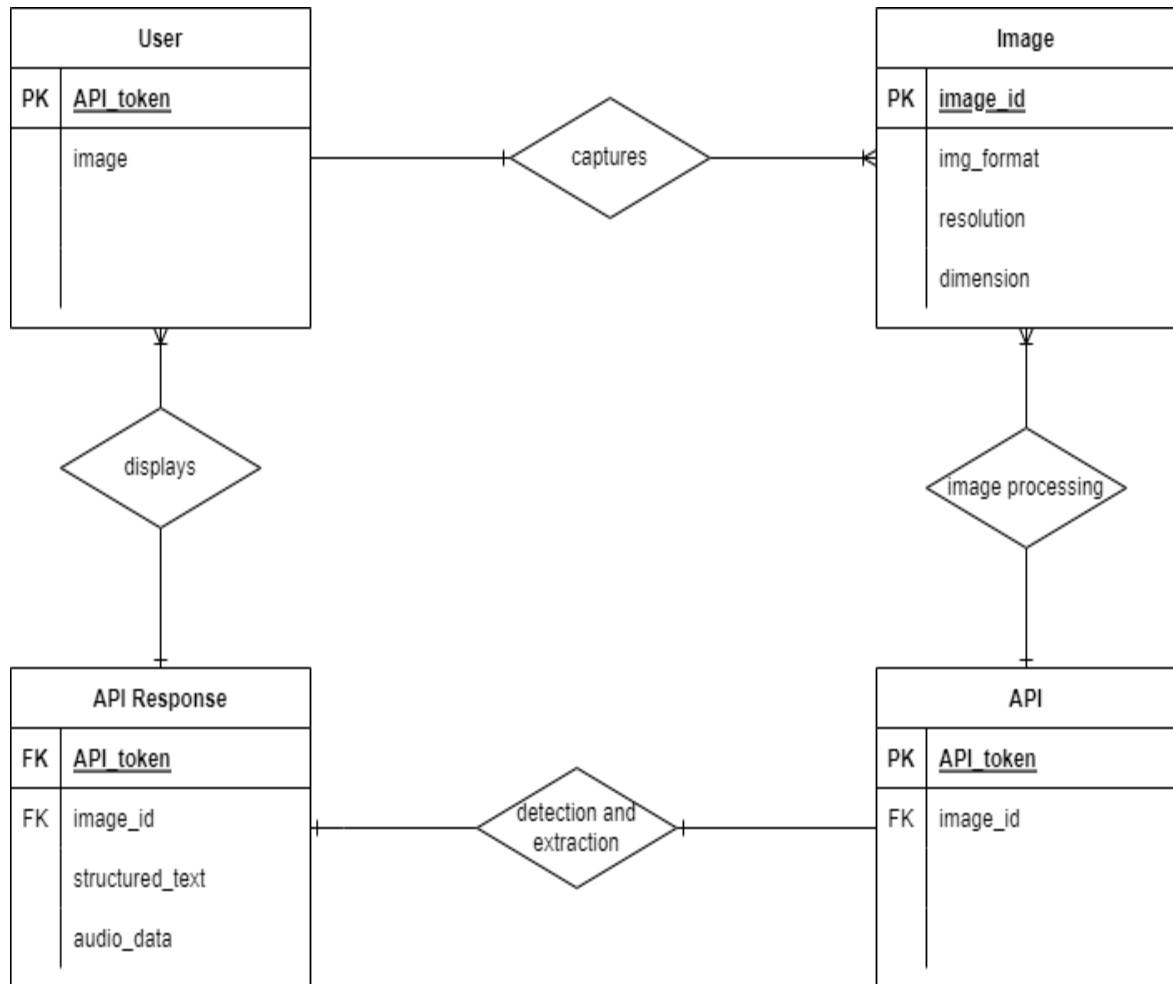 User
PK API_token
image
captures
Image
PK image_id
img_format
resolution
dimension
displays
image processing
API Response
FK API_token
FK image_id
structured_text
audio_data
detection and
extraction
API
PK API_token
FK image_id